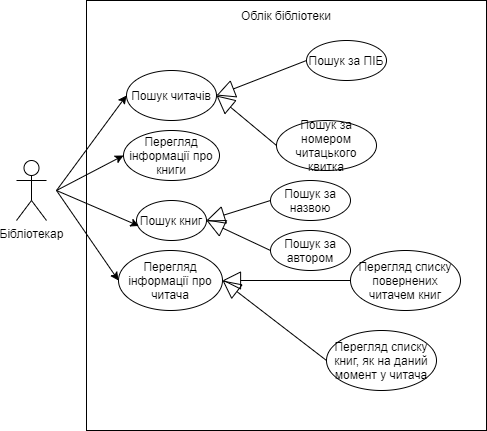 Облік бібліотеки
Пошук за ПІБ
Пошук читачів
Пошук за
номером
читацького
квитка
Перегляд
інформації про
книги
Пошук за
назвою
Пошук книг
Бібліотекар
Пошук за
автором
Перегляд
інформації про
читача
Перегляд списку
повернених
читачем книг
Перегляд списку
книг, як на даний
момент у читача